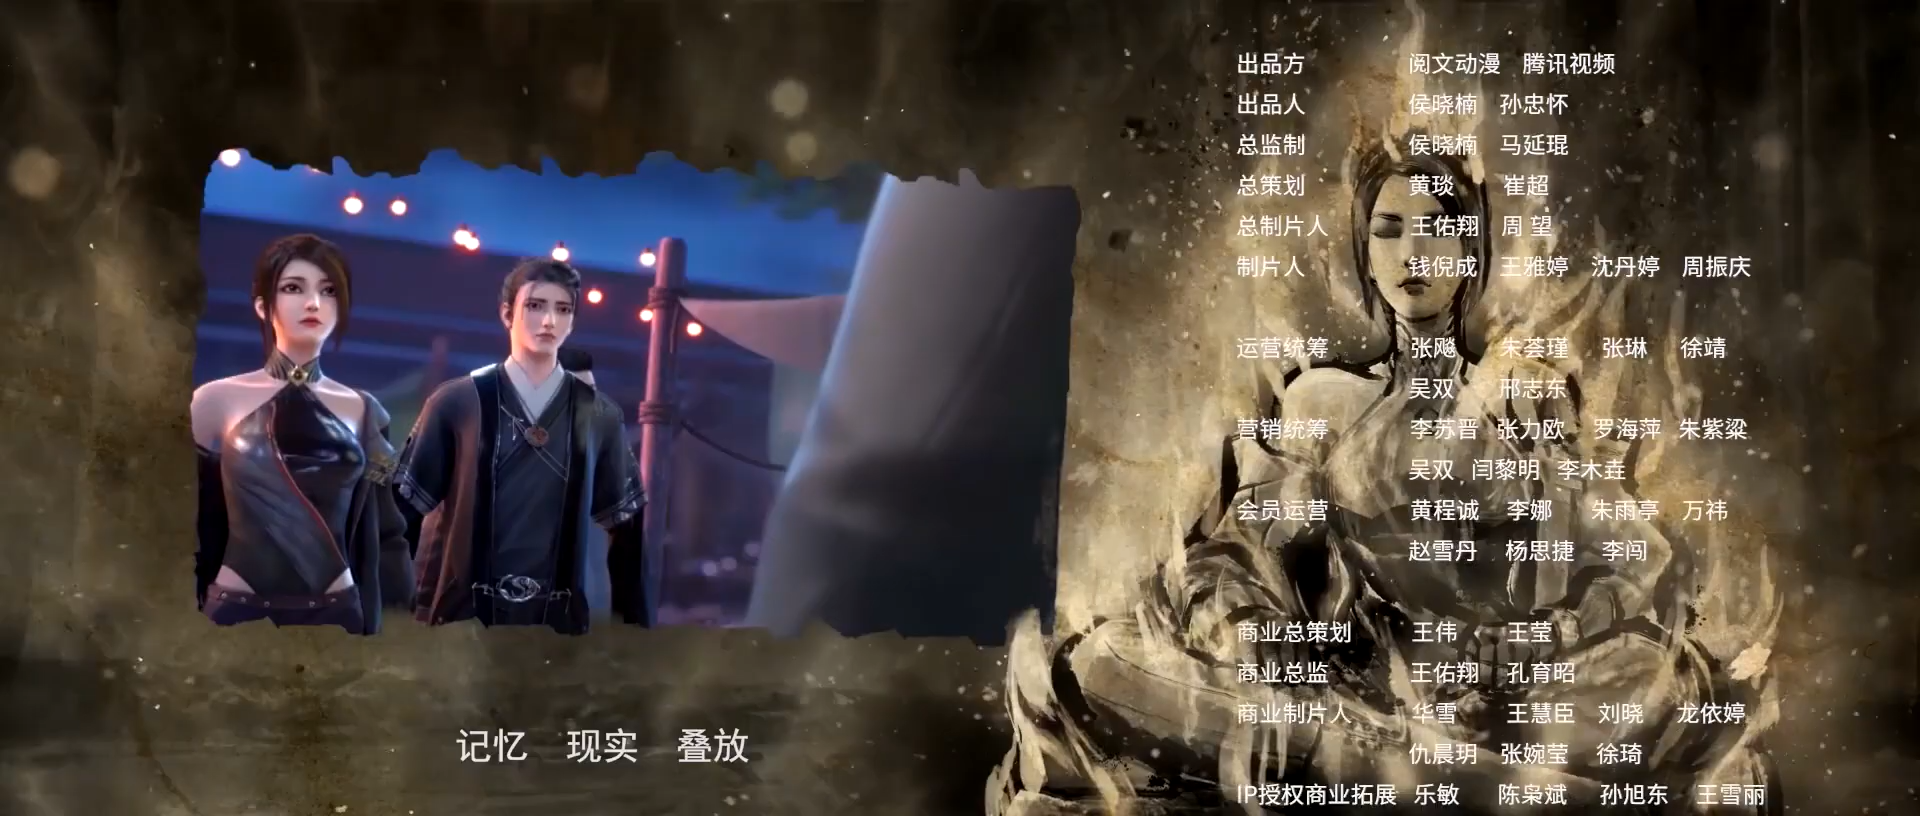 出品方 阅文动漫 腾讯视频
出品人 侯晓楠 孙忠怀
总监制 侯晓楠 马延琨
总策划 黄琰 崔超
总制片人 王佑翔 周 望
制片人 钱倪成 王雅婷 沈丹婷 周振庆
运营统筹 张飚 朱荟瑾 张琳 徐靖
吴双 邢志东
营销统筹 李苏晋 张力欧 罗海萍 朱紫粱
吴双 闫黎明 李木垚
会员运营 黄程诚 李娜 朱雨亭 万祎
赵雪丹 杨思捷 李闯
商业总策划 王伟 王莹
商业总监 王佑翔 孔育昭
商业制片人 华雪 王慧臣 刘晓 龙依婷
仇晨玥 张婉莹 徐琦
IP授权商业拓展 乐敏 陈枭斌 孙旭东 王雪丽
记忆 现实 叠放